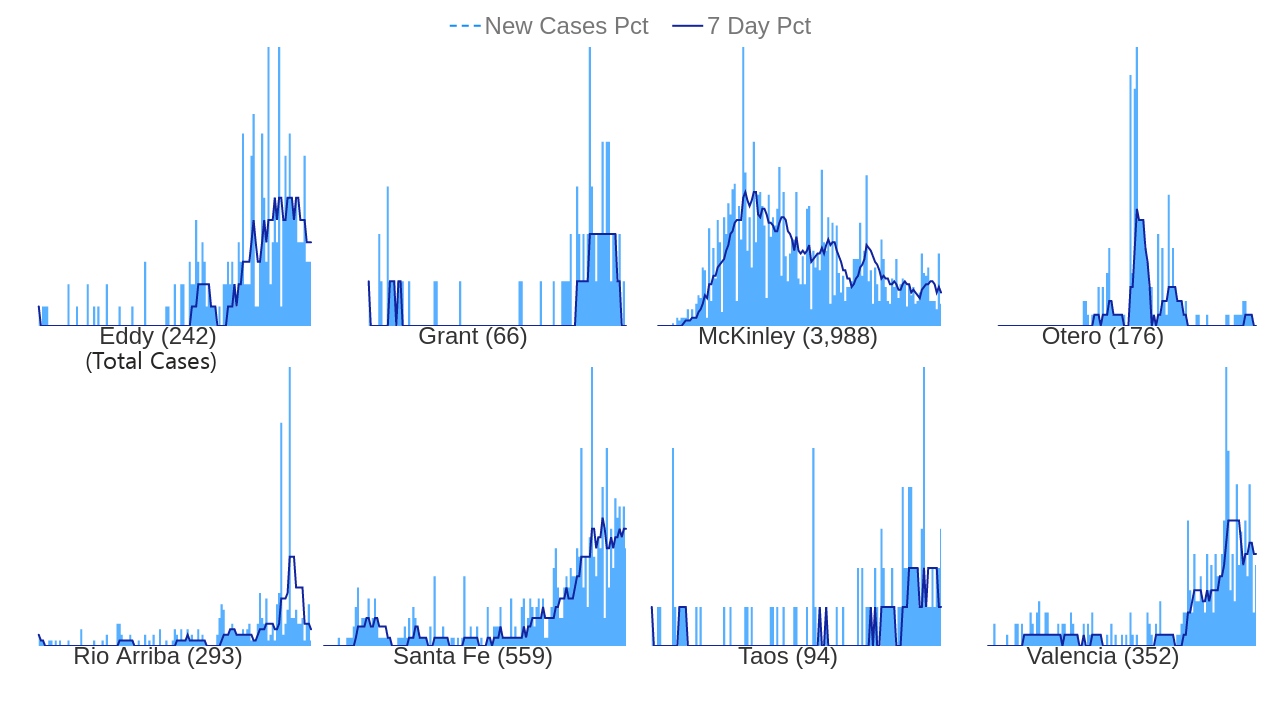 New Cases Pct 7 Day Pct
Eddy (242) Grant (66) McKinley (3,988) Otero (176)
(Total Cases)
Rio Arriba (293) Santa Fe (559) Taos (94) Valencia (352)